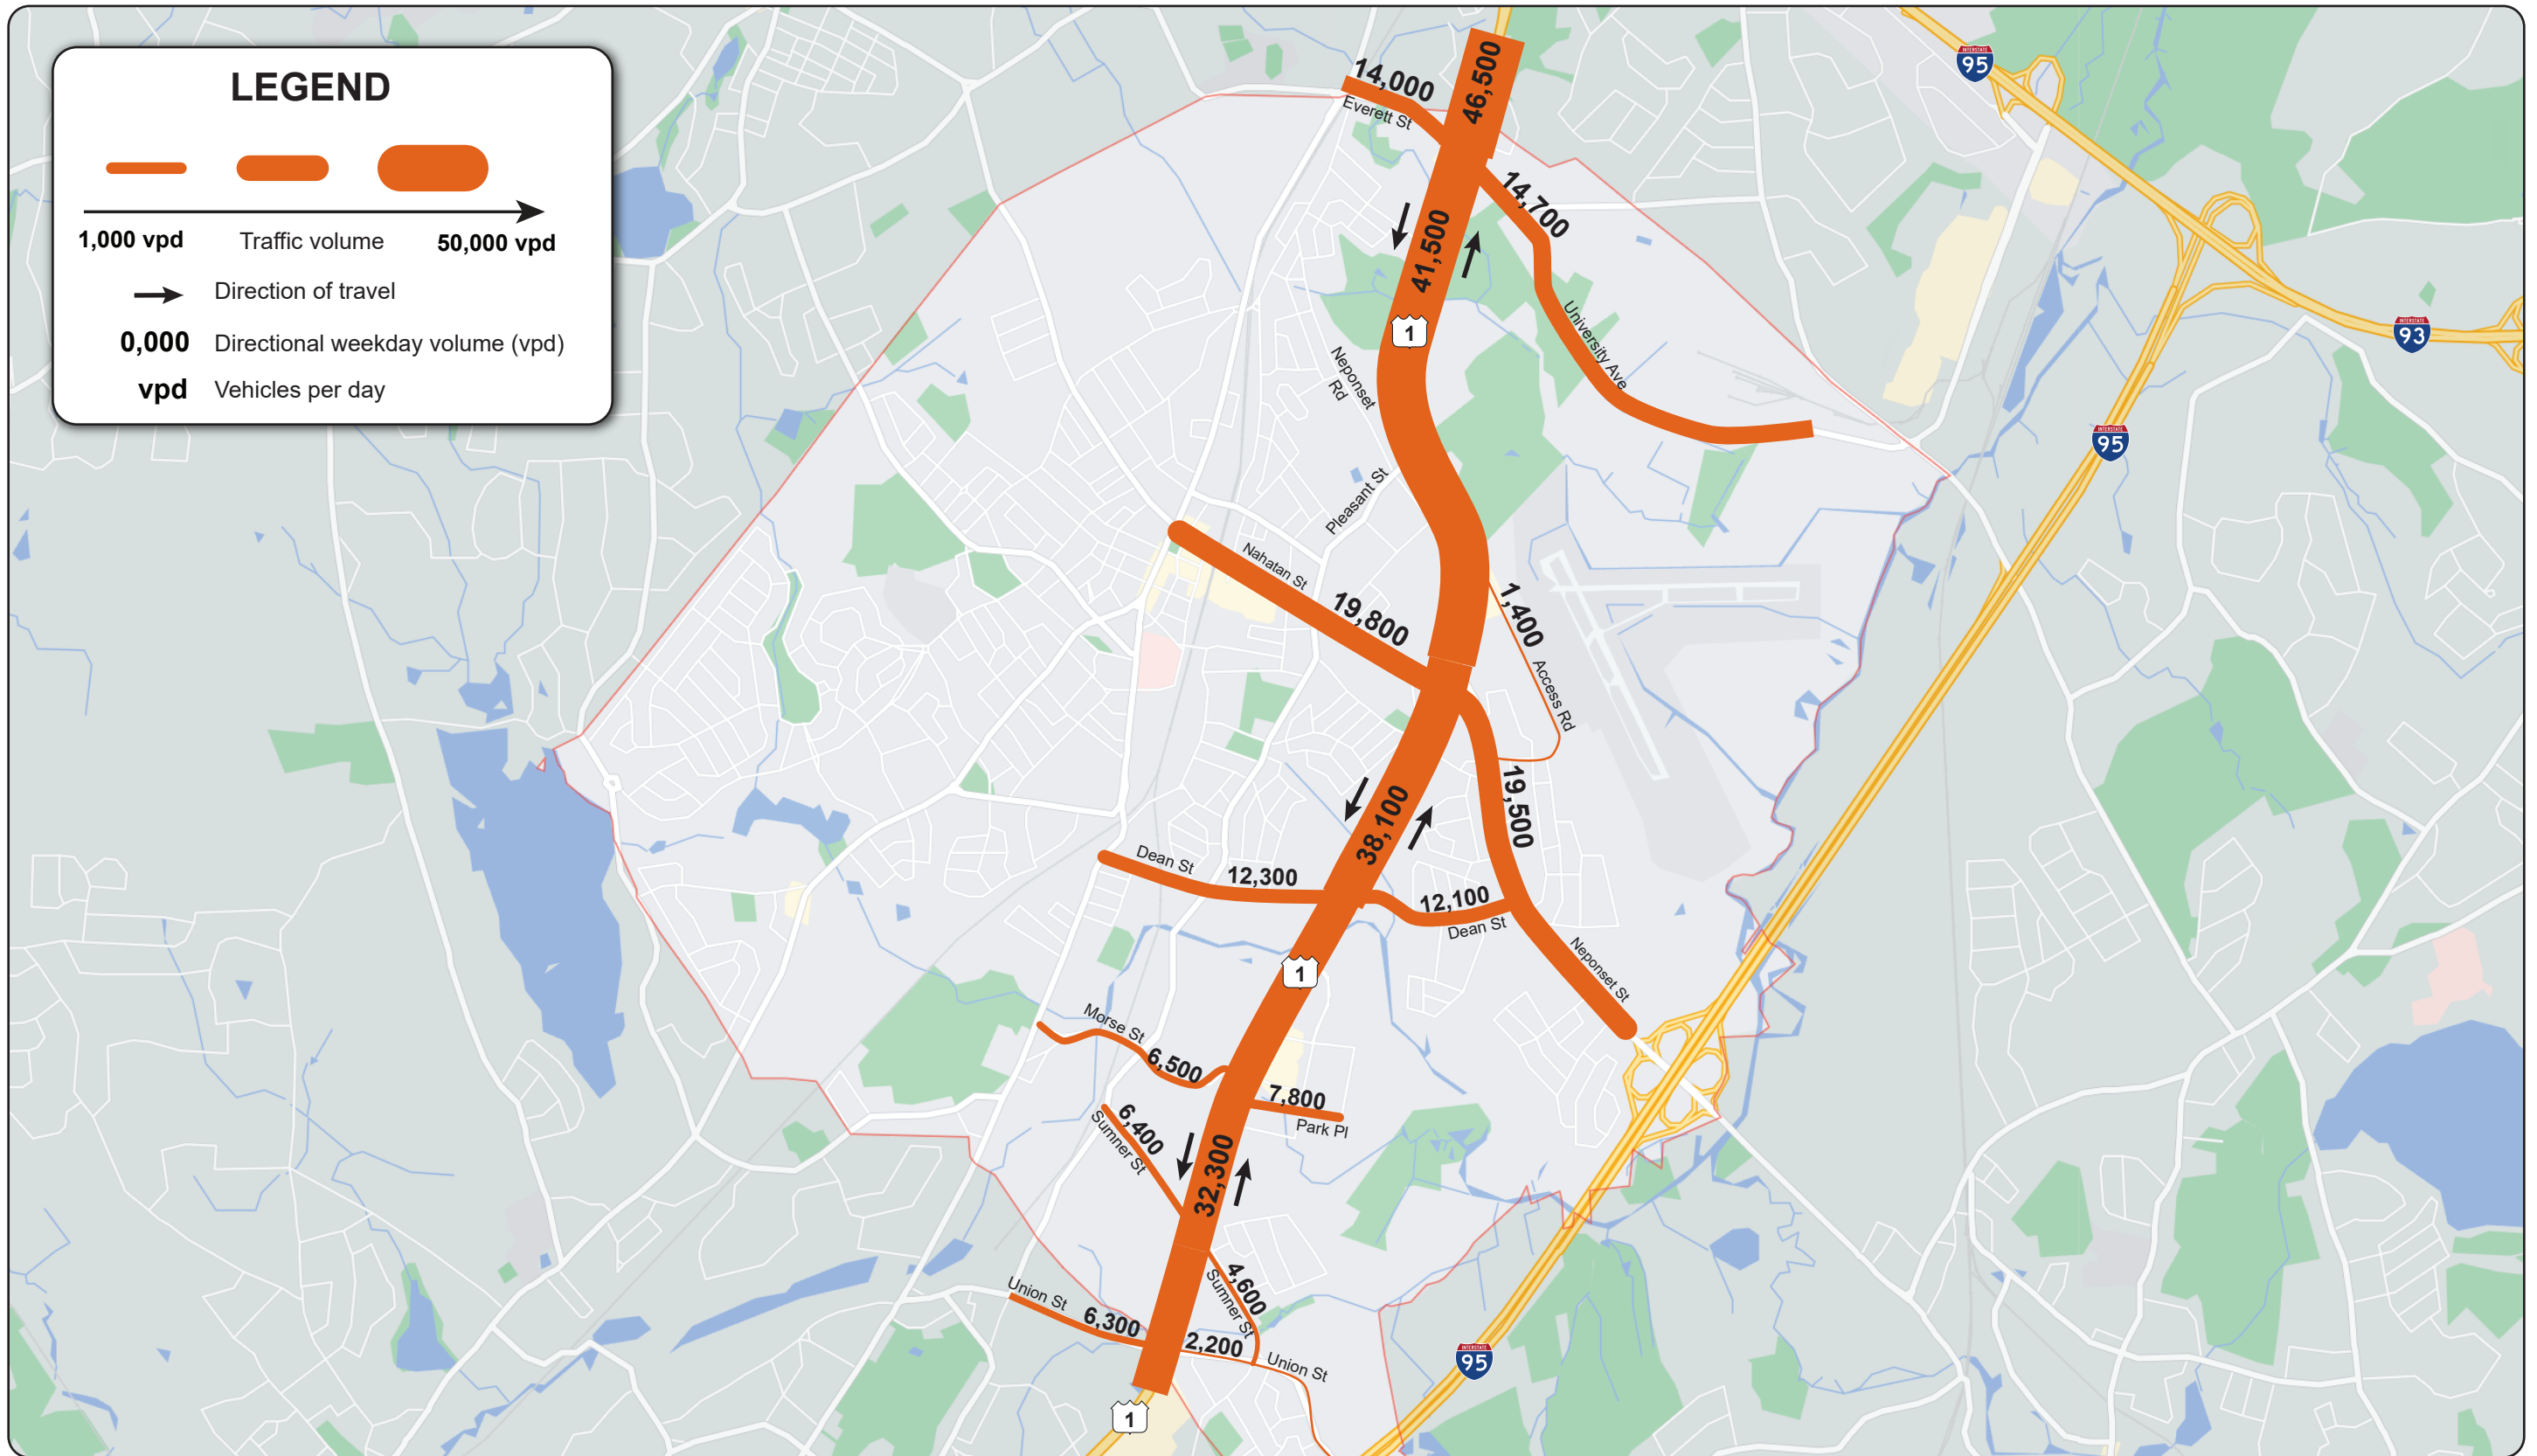 LEGEND
1,000 vpd
Traffic volume
50,000 vpd
Direction of travel
0,000 Directional weekday volume (vpd)
vpd Vehicles per day
14,000
Everett St
46,500
14,700
41,500
1
University Ave
Neponset
Rd
Pleasant St
Nahatan St
19,800
1,400
Access Rd
19,500
38,100
Dean St
12,300
12,100
Dean St
Neponset St
1
Morse St
6,500
7,800
Park Pl
6,400
Sumner St
32,300
4,600
Sumner St
Union St
6,300
2,200
Union St
1
INTERSTATE
95
INTERSTATE
93
INTERSTATE
95
INTERSTATE
95